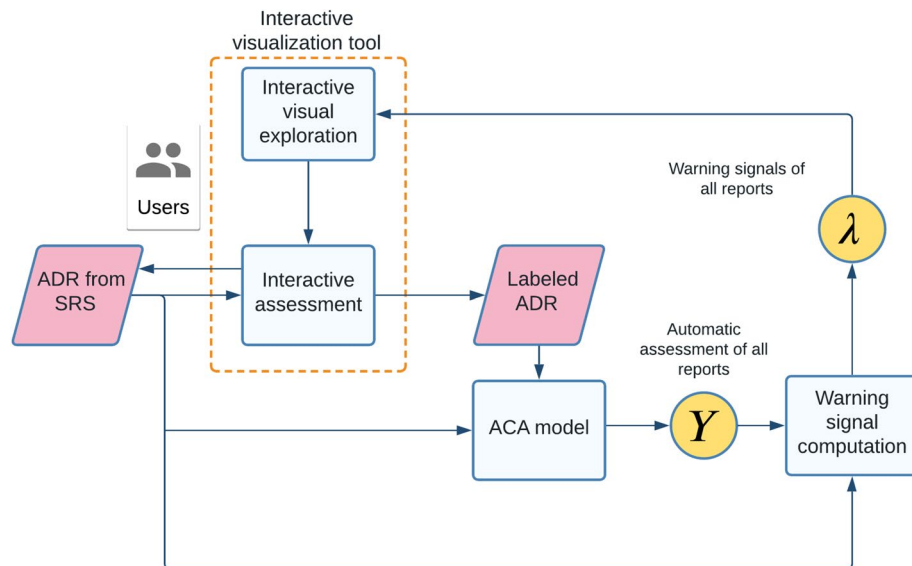 Interactive
visualization tool
Interactive
visual
exploration
Users
Warning signals of
all reports
λ
ADR from
SRS
Interactive
assessment
Labeled
ADR
Automatic
assessment of all
reports
ACA model
Y
Warning
signal
computation